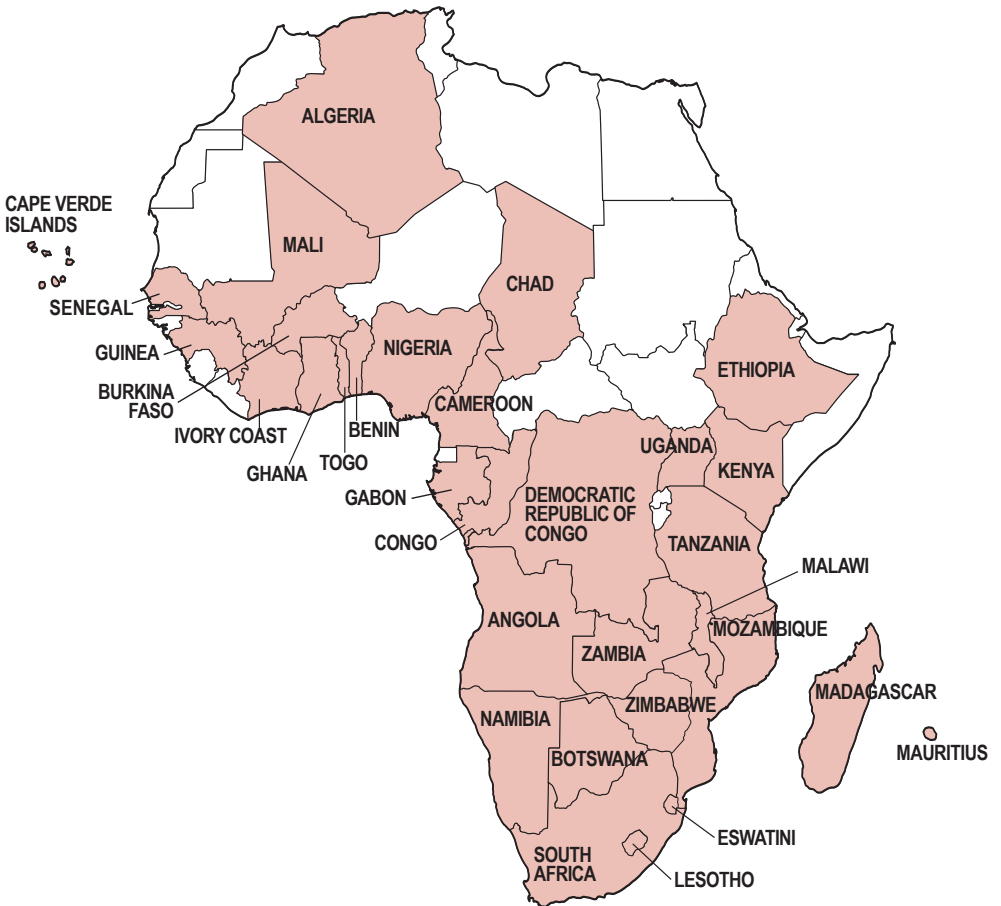 ALGERIA
CAPE VERDE
ISLANDS
MALI
CHAD
SENEGAL
GUINEA
NIGERIA
ETHIOPIA
BURKINA
FASO
CAMEROON
IVORY COAST
BENIN
UGANDA
GHANA
TOGO
KENYA
GABON
DEMOCRATIC
REPUBLIC OF
CONGO
CONGO
TANZANIA
MALAWI
ANGOLA
MOZAMBIQUE
ZAMBIA
MADAGASCAR
ZIMBABWE
NAMIBIA
MAURITIUS
BOTSWANA
ESWATINI
SOUTH
AFRICA
LESOTHO